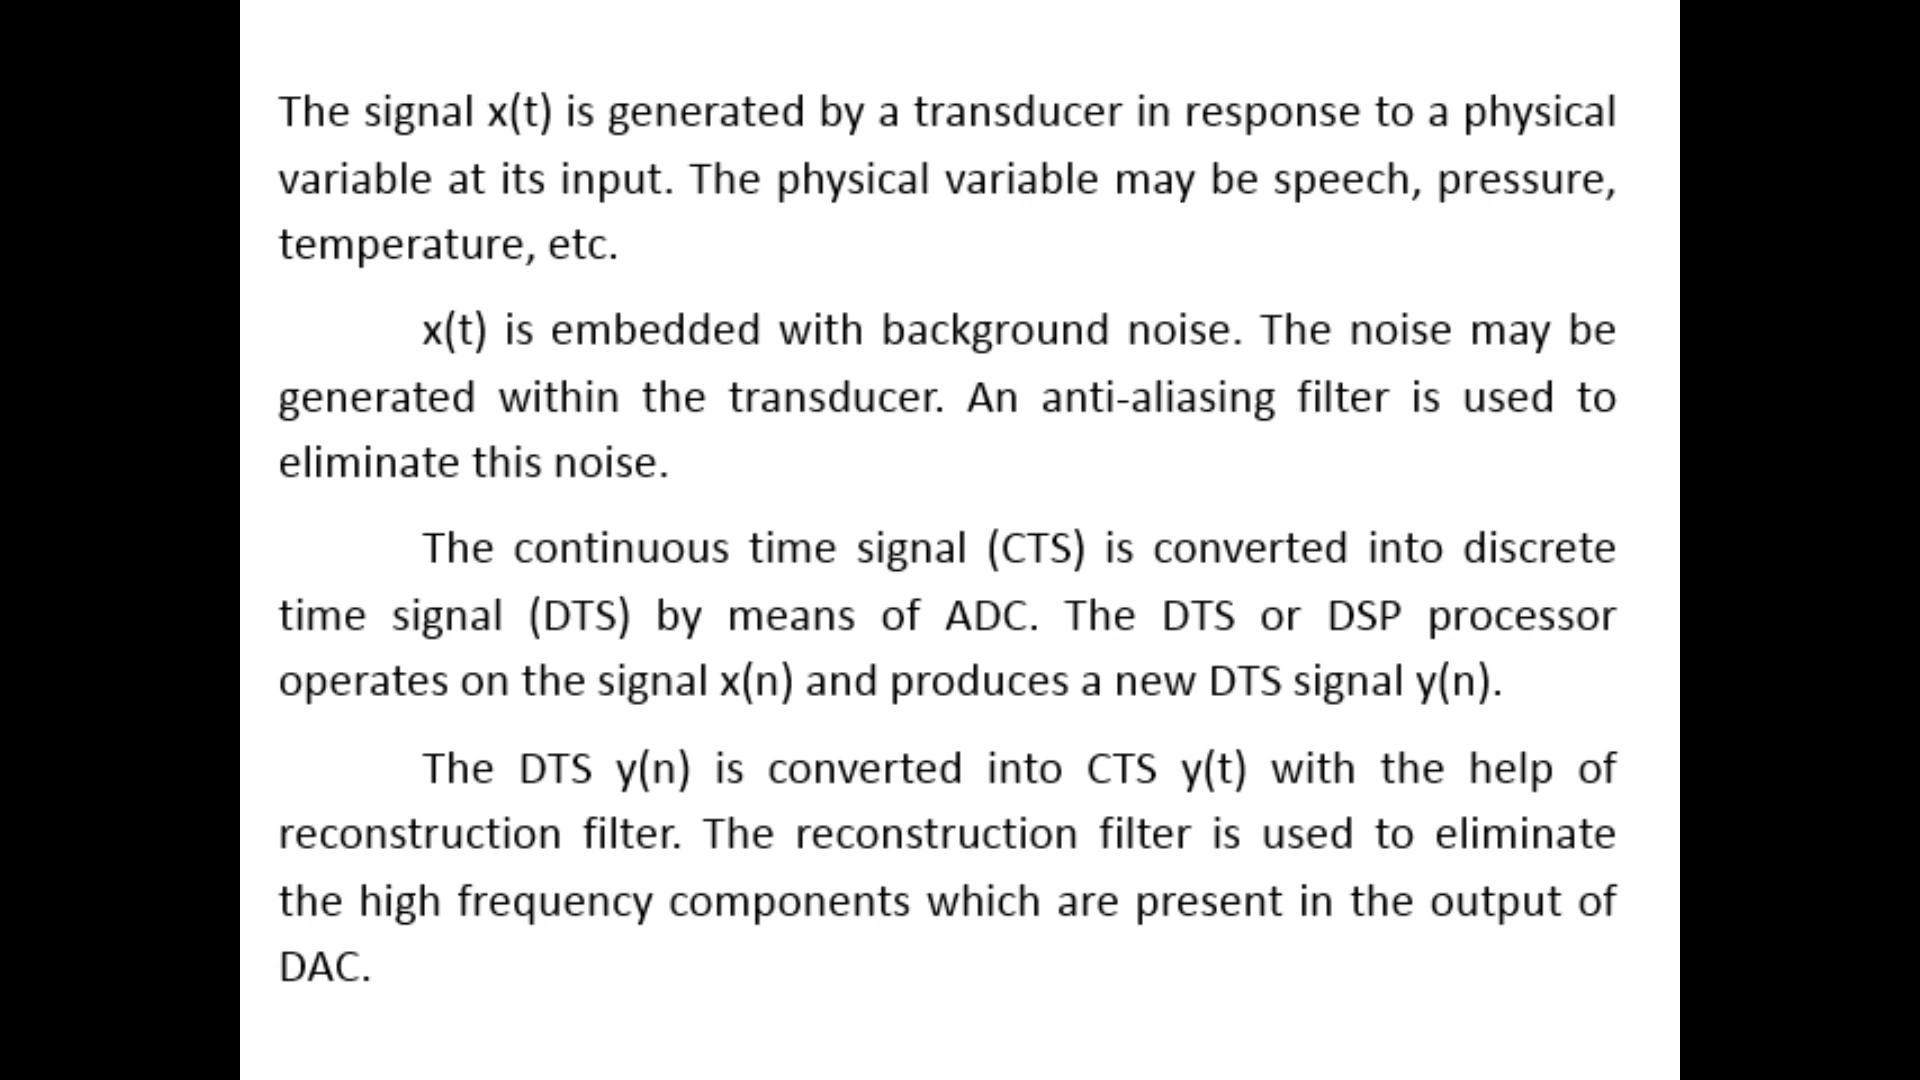 The signal x(t) is generated by a transducer in response to a physical
variable at its input. The physical variable may be speech, pressure,
temperature, etc.
x(t) is embedded with background noise. The noise may be
generated within the transducer. An anti-aliasing filter is used to
eliminate this noise.
The continuous time signal (CTS) is converted into discrete
time signal (DTS) by means of ADC. The DTS or DSP processor
operates on the signal x(n) and produces a new DTS signal y(n).
The DTS y(n) is converted into CTS y(t) with the help of
reconstruction filter. The reconstruction filter is used to eliminate
the high frequency components which are present in the output of
DAC.